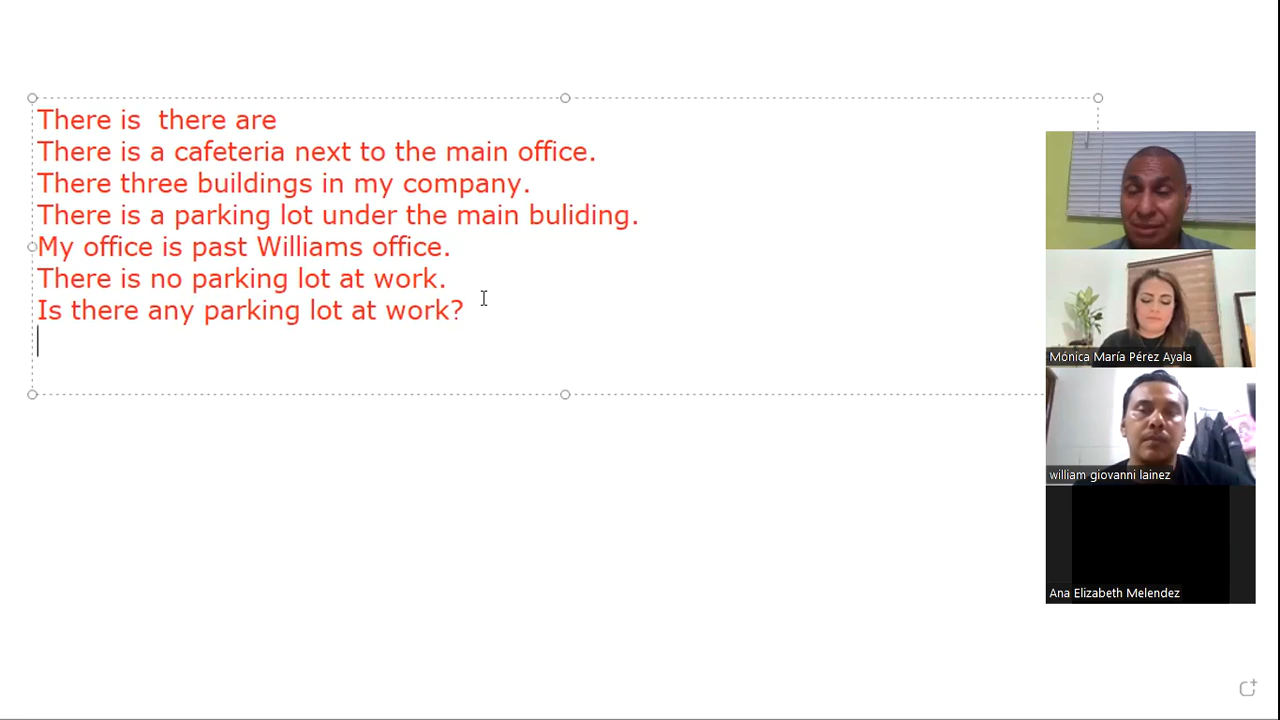 There is  there are
There is a cafeteria next to the main office.
There three buildings in my company.
There is a parking lot under the main buliding.
My office is past Williams office.
There is no parking lot at work.
Is there any parking lot at work?
Mónica María Pérez Ayala
william giovanni lainez
Ana Elizabeth Melendez